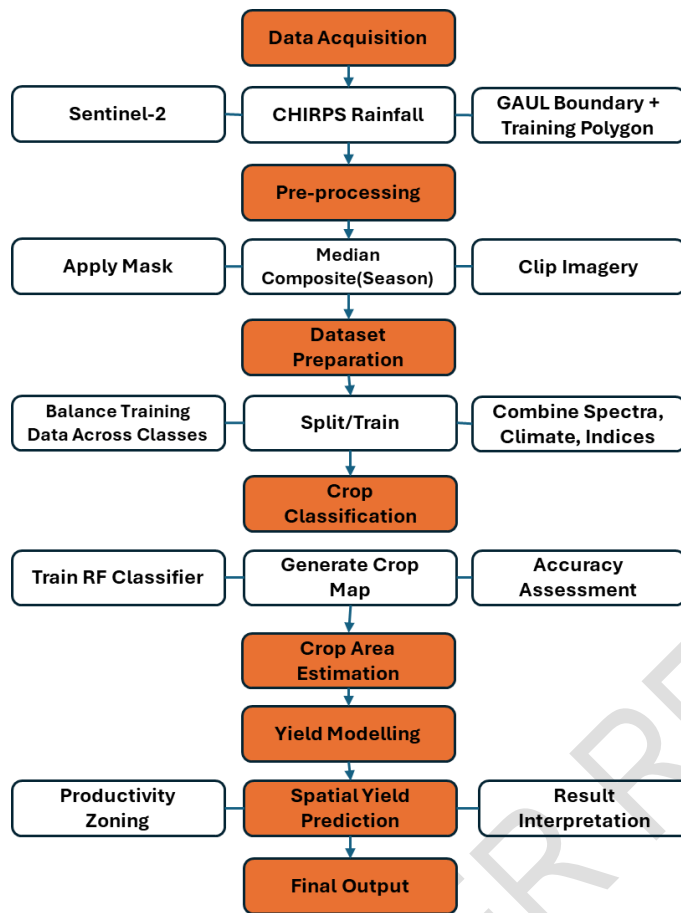 Data Acquisition
Sentinel-2
CHIRPS Rainfall
GAUL Boundary +
Training Polygon
Pre-processing
Apply Mask
Median
Composite(Season)
Clip Imagery
Dataset
Preparation
Balance Training
Data Across Classes
Split/Train
Combine Spectra,
Climate, Indices
Crop
Classification
Train RF Classifier
Generate Crop
Map
Accuracy
Assessment
Crop Area
Estimation
Yield Modelling
Productivity
Zoning
Spatial Yield
Prediction
Result
Interpretation
Final Output